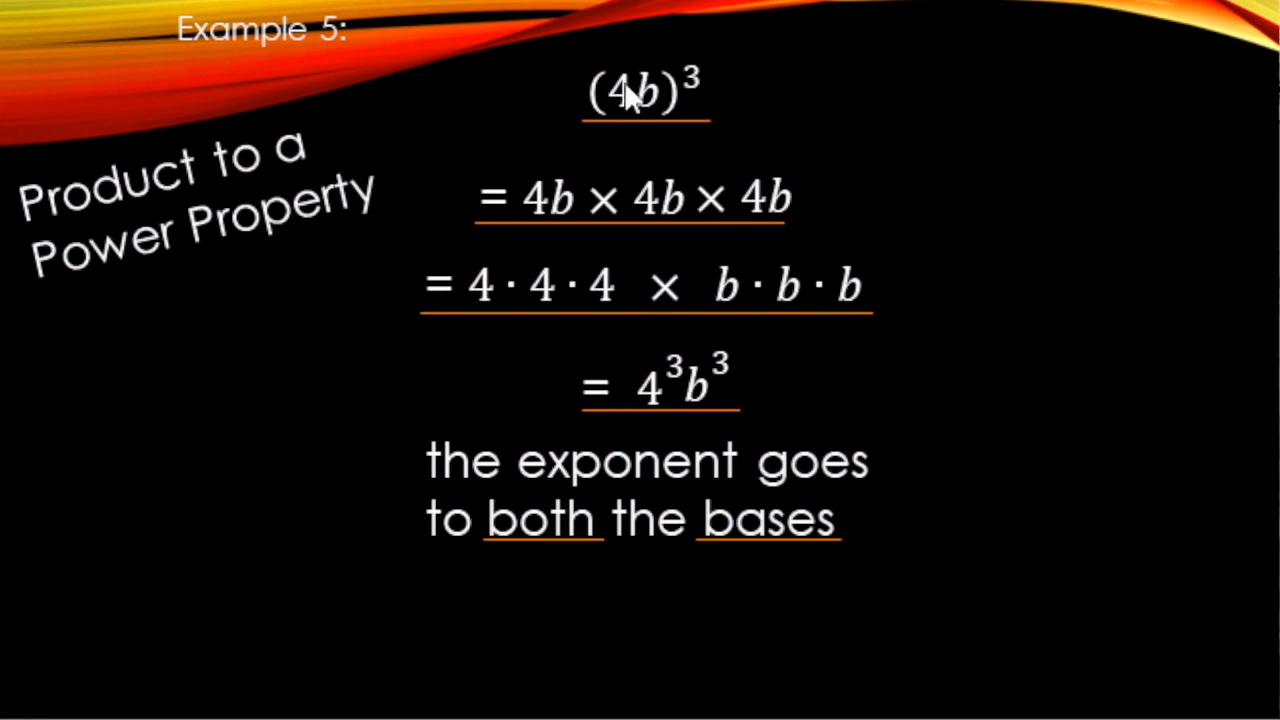 Example 5:
(4b)³
Product to a
Power Property
= 4b × 4b × 4b
= 4 · 4 · 4 × b · b · b
= 4³b³
the exponent goes
to both the bases